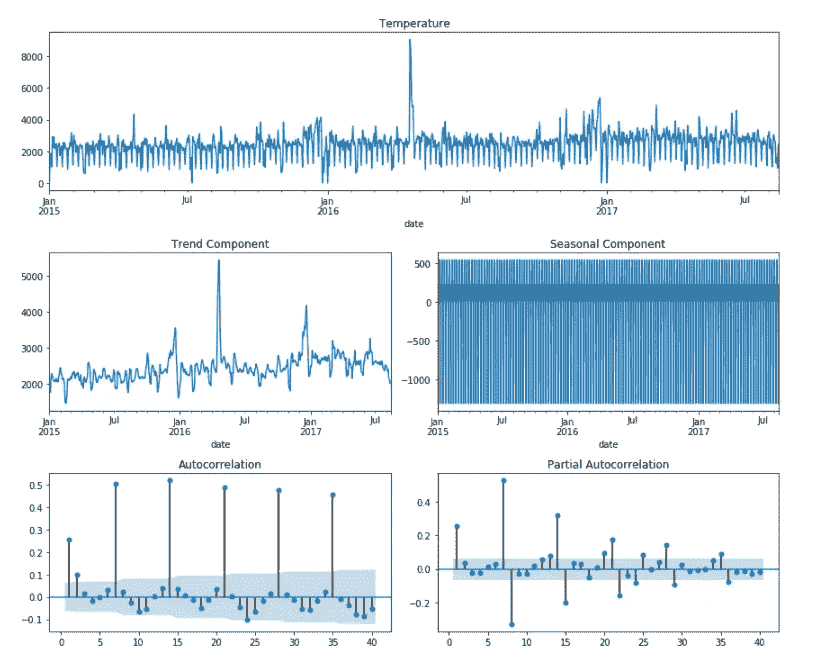 Temperature
8000
6000
4000
2000
0
Jan Jul Jan Jul Jan Jul
2015 2016 2017
date
Trend Component Seasonal Component
5000
4000
3000
2000
500
0
−500
−1000
Jan Jul Jan Jul Jan Jul Jan Jul Jan Jul Jan Jul
2015 2016 2017 2015 2016 2017
date date
Autocorrelation Partial Autocorrelation
0.5
0.4
0.3
0.2
0.1
0.0
−0.1
0.4
0.2
0.0
−0.2
0 5 10 15 20 25 30 35 40 0 5 10 15 20 25 30 35 40